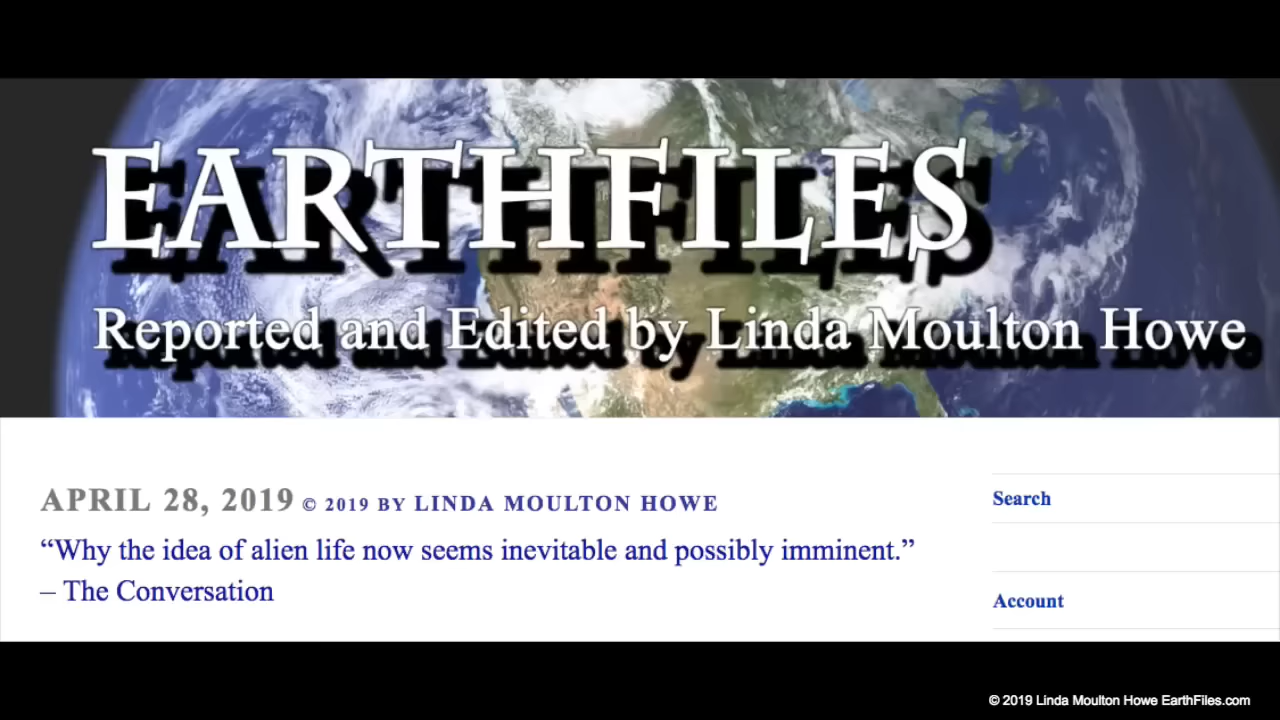 EARTHFILES
Reported and Edited by Linda Moulton Howe
APRIL 28, 2019 © 2019 BY LINDA MOULTON HOWE
“Why the idea of alien life now seems inevitable and possibly imminent.”
– The Conversation
Search
Account
© 2019 Linda Moulton Howe EarthFiles.com